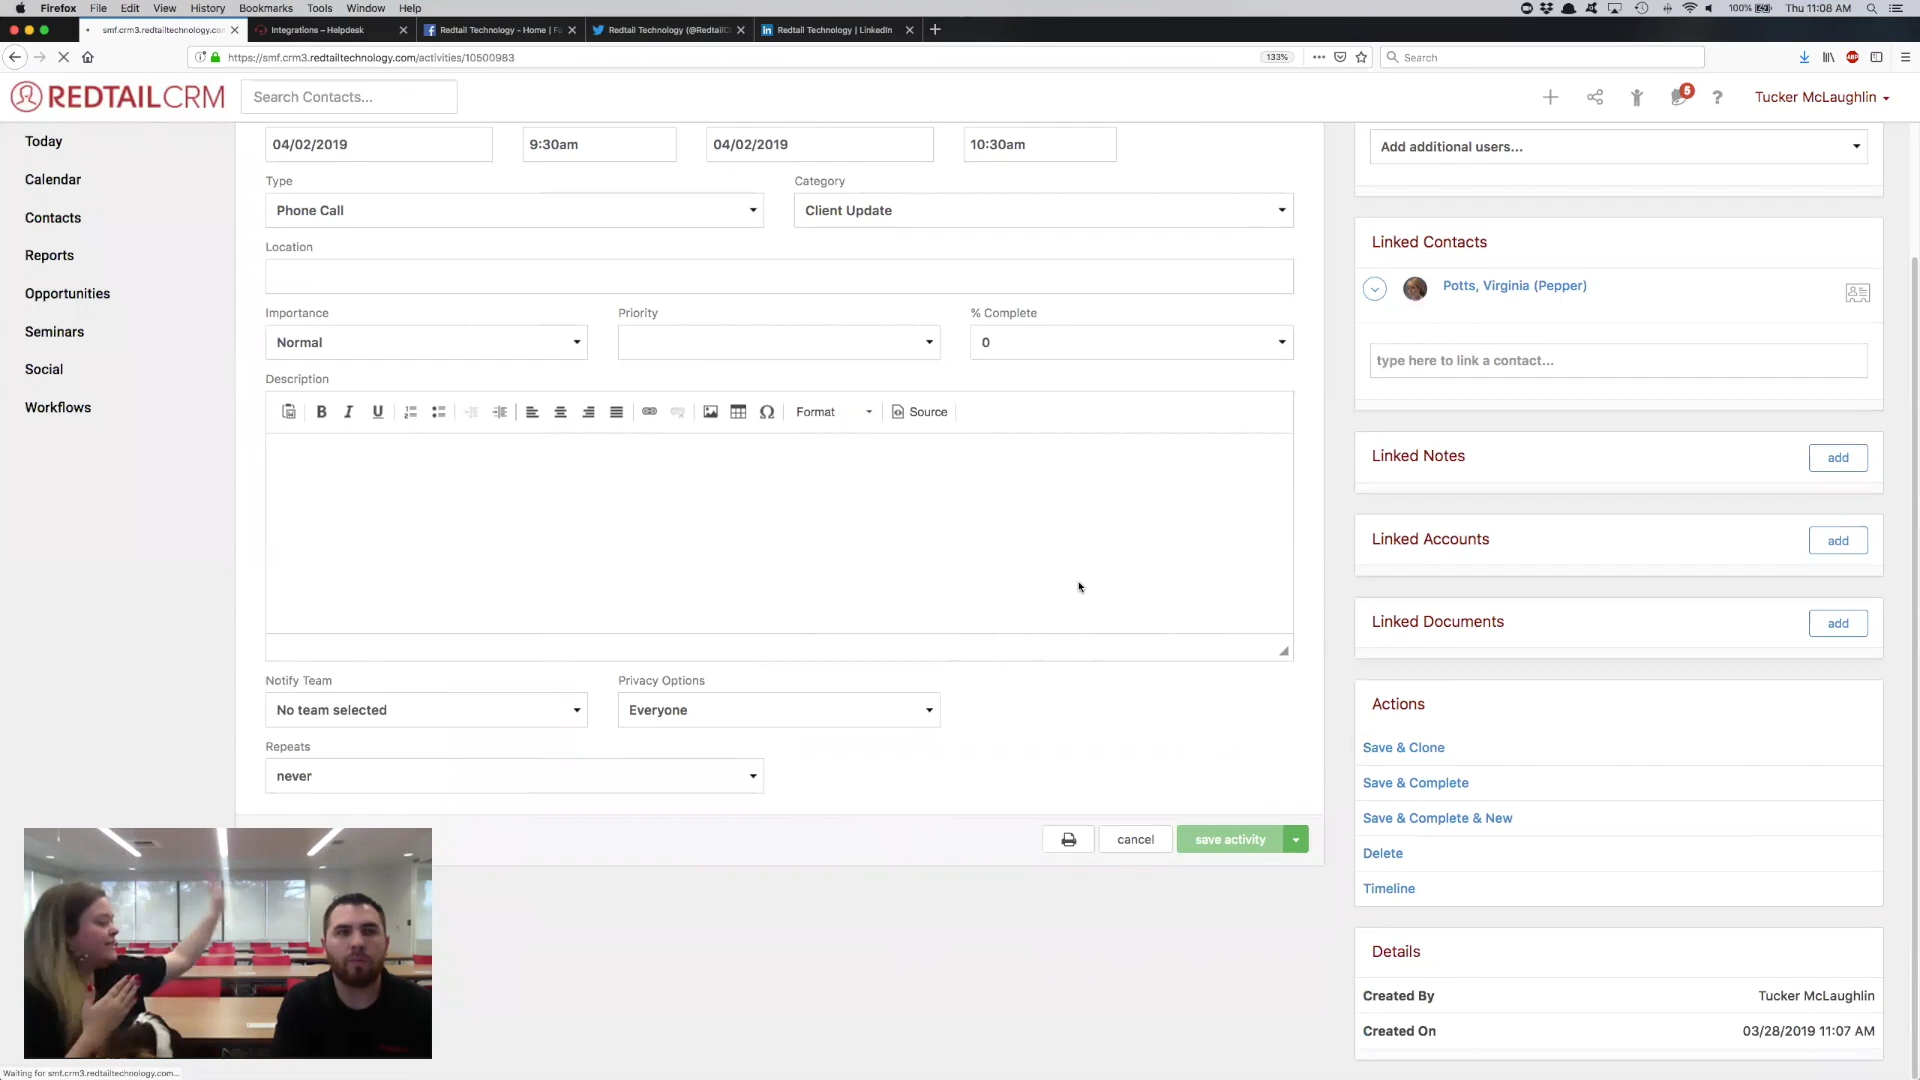 Firefox File Edit View History Bookmarks Tools Window Help 100% Thu 11:08 AM
smf.crm3.redtailtechnology.co Integrations – Helpdesk Redtail Technology - Home | Fa Redtail Technology (@RedtailC Redtail Technology | LinkedIn
https://smf.crm3.redtailtechnology.com/activities/10500983 133% Search
REDTAILCRM Search Contacts... 5 ? Tucker McLaughlin
Today
Calendar
Contacts
Reports
Opportunities
Seminars
Social
Workflows
04/02/2019 9:30am 04/02/2019 10:30am
Type Category
Phone Call Client Update
Location
Importance Priority % Complete
Normal 0
Description
B I U Ω Format Source
Notify Team Privacy Options
No team selected Everyone
Repeats
never
cancel save activity
Add additional users...
Linked Contacts
Potts, Virginia (Pepper)
type here to link a contact...
Linked Notes add
Linked Accounts add
Linked Documents add
Actions
Save & Clone
Save & Complete
Save & Complete & New
Delete
Timeline
Details
Created By Tucker McLaughlin
Created On 03/28/2019 11:07 AM
Waiting for smf.crm3.redtailtechnology.com...